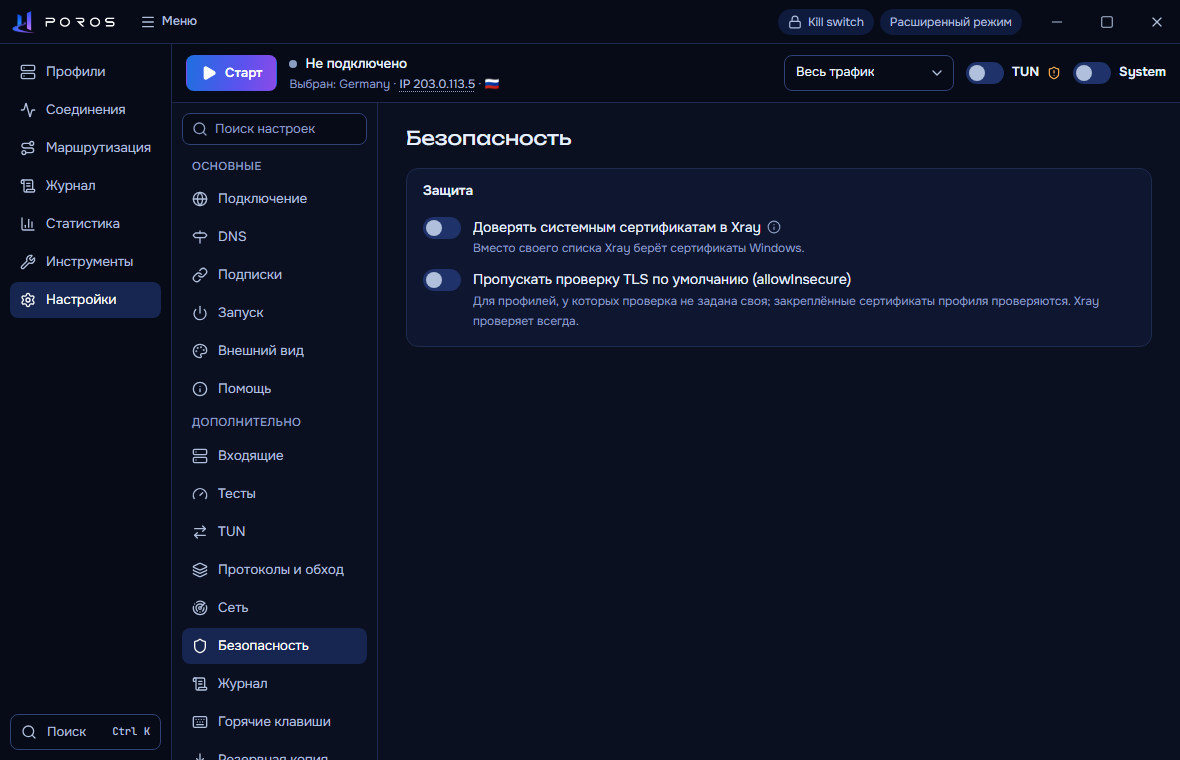 POROS
Меню
Kill switch
Расширенный режим
Профили
Соединения
Маршрутизация
Журнал
Статистика
Инструменты
Настройки
Поиск
Ctrl K
Старт
Не подключено
Выбран: Germany · IP 203.0.113.5 ·
Весь трафик
TUN
System
Поиск настроек
ОСНОВНЫЕ
Подключение
DNS
Подписки
Запуск
Внешний вид
Помощь
ДОПОЛНИТЕЛЬНО
Входящие
Тесты
TUN
Протоколы и обход
Сеть
Безопасность
Журнал
Горячие клавиши
Резервная копия
Безопасность
Защита
Доверять системным сертификатам в Xray
Вместо своего списка Xray берёт сертификаты Windows.
Пропускать проверку TLS по умолчанию (allowInsecure)
Для профилей, у которых проверка не задана своя; закреплённые сертификаты профиля проверяются. Xray
проверяет всегда.